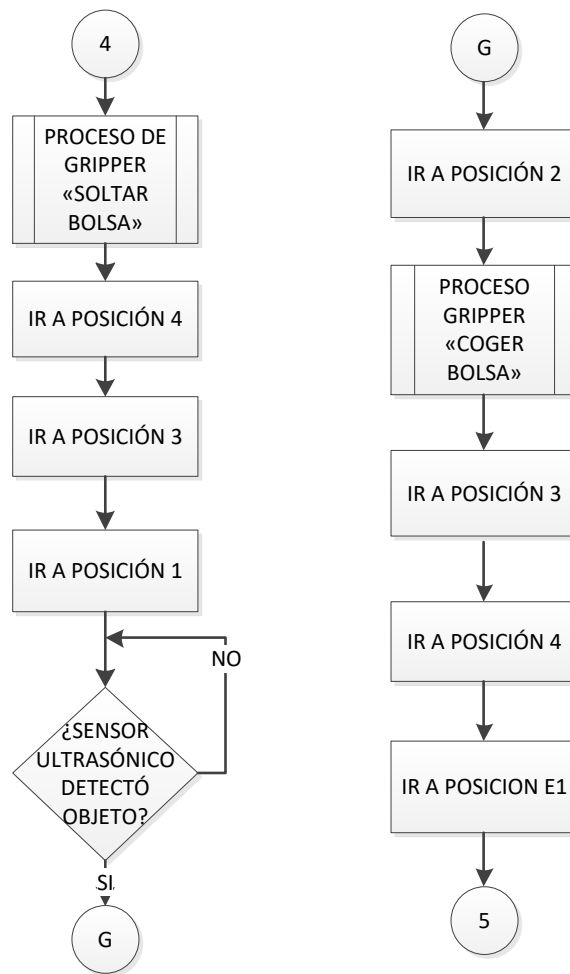 4
PROCESO DE
GRIPPER
«SOLTAR
BOLSA»
IR A POSICIÓN 4
IR A POSICIÓN 3
IR A POSICIÓN 1
NO
¿SENSOR
ULTRASÓNICO
DETECTÓ
OBJETO?
SI
G
G
IR A POSICIÓN 2
PROCESO
GRIPPER
«COGER
BOLSA»
IR A POSICIÓN 3
IR A POSICIÓN 4
IR A POSICION E1
5